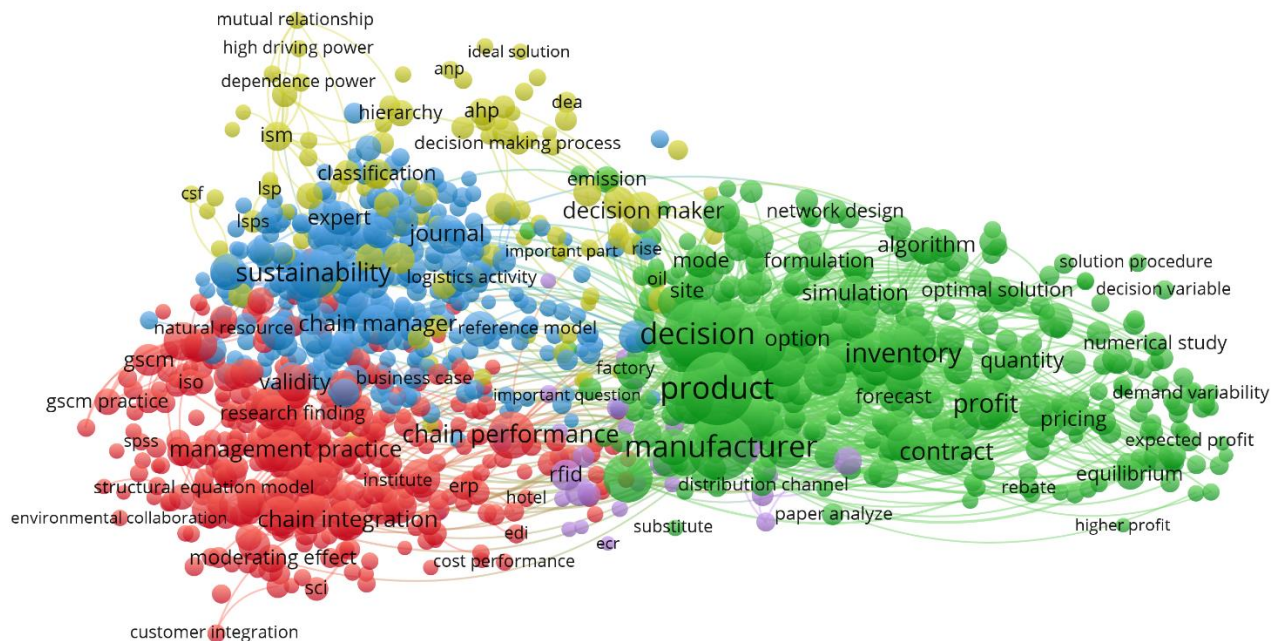 mutual relationship
high driving power
ideal solution
anp
dependence power
dea
hierarchy
ahp
ism
decision making process
classification
emission
csf
lsp
lsps
expert
journal
decision maker
network design
algorithm
important part
rise
mode
formulation
solution procedure
sustainability
logistics activity
oil
site
simulation
optimal solution
decision variable
natural resource
chain manager
reference model
decision
option
inventory
quantity
numerical study
gscm
iso
validity
business case
factory
product
forecast
demand variability
gscm practice
research finding
important question
profit
pricing
spss
management practice
chain performance
manufacturer
contract
expected profit
structural equation model
institute
erp
rfid
distribution channel
rebate
equilibrium
environmental collaboration
chain integration
hotel
edi
substitute
paper analyze
higher profit
ecr
moderating effect
cost performance
sci
customer integration